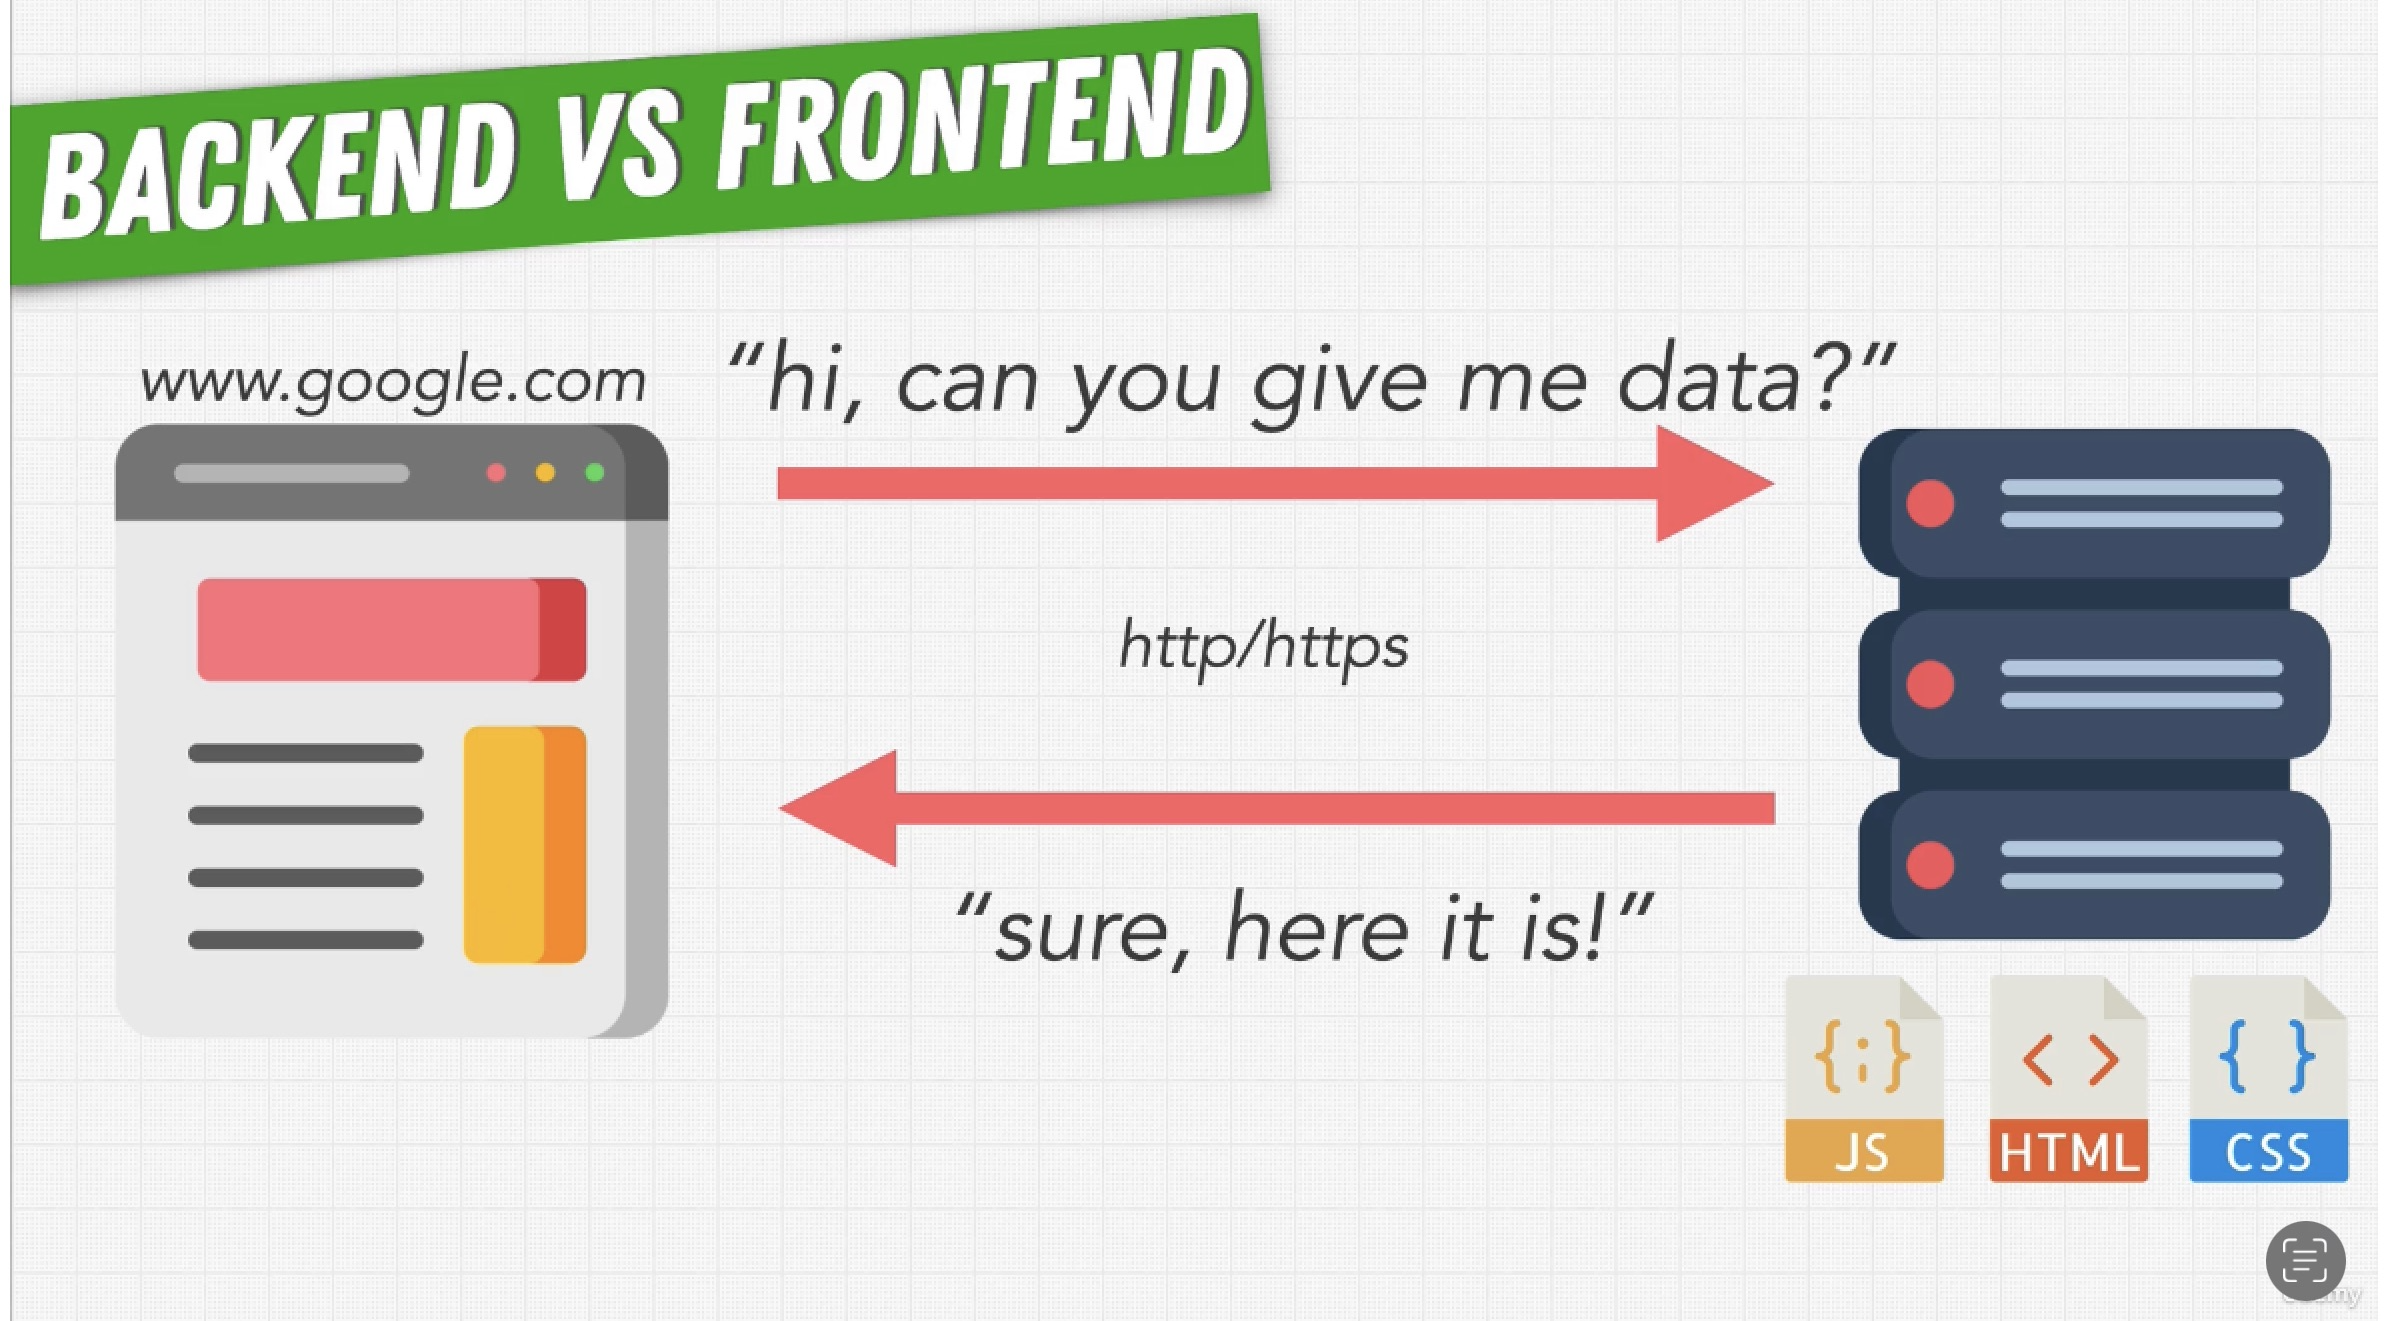 BACKEND VS FRONTEND
www.google.com
“hi, can you give me data?”
http/https
“sure, here it is!”
{;}
< >
{ }
JS
HTML
CSS